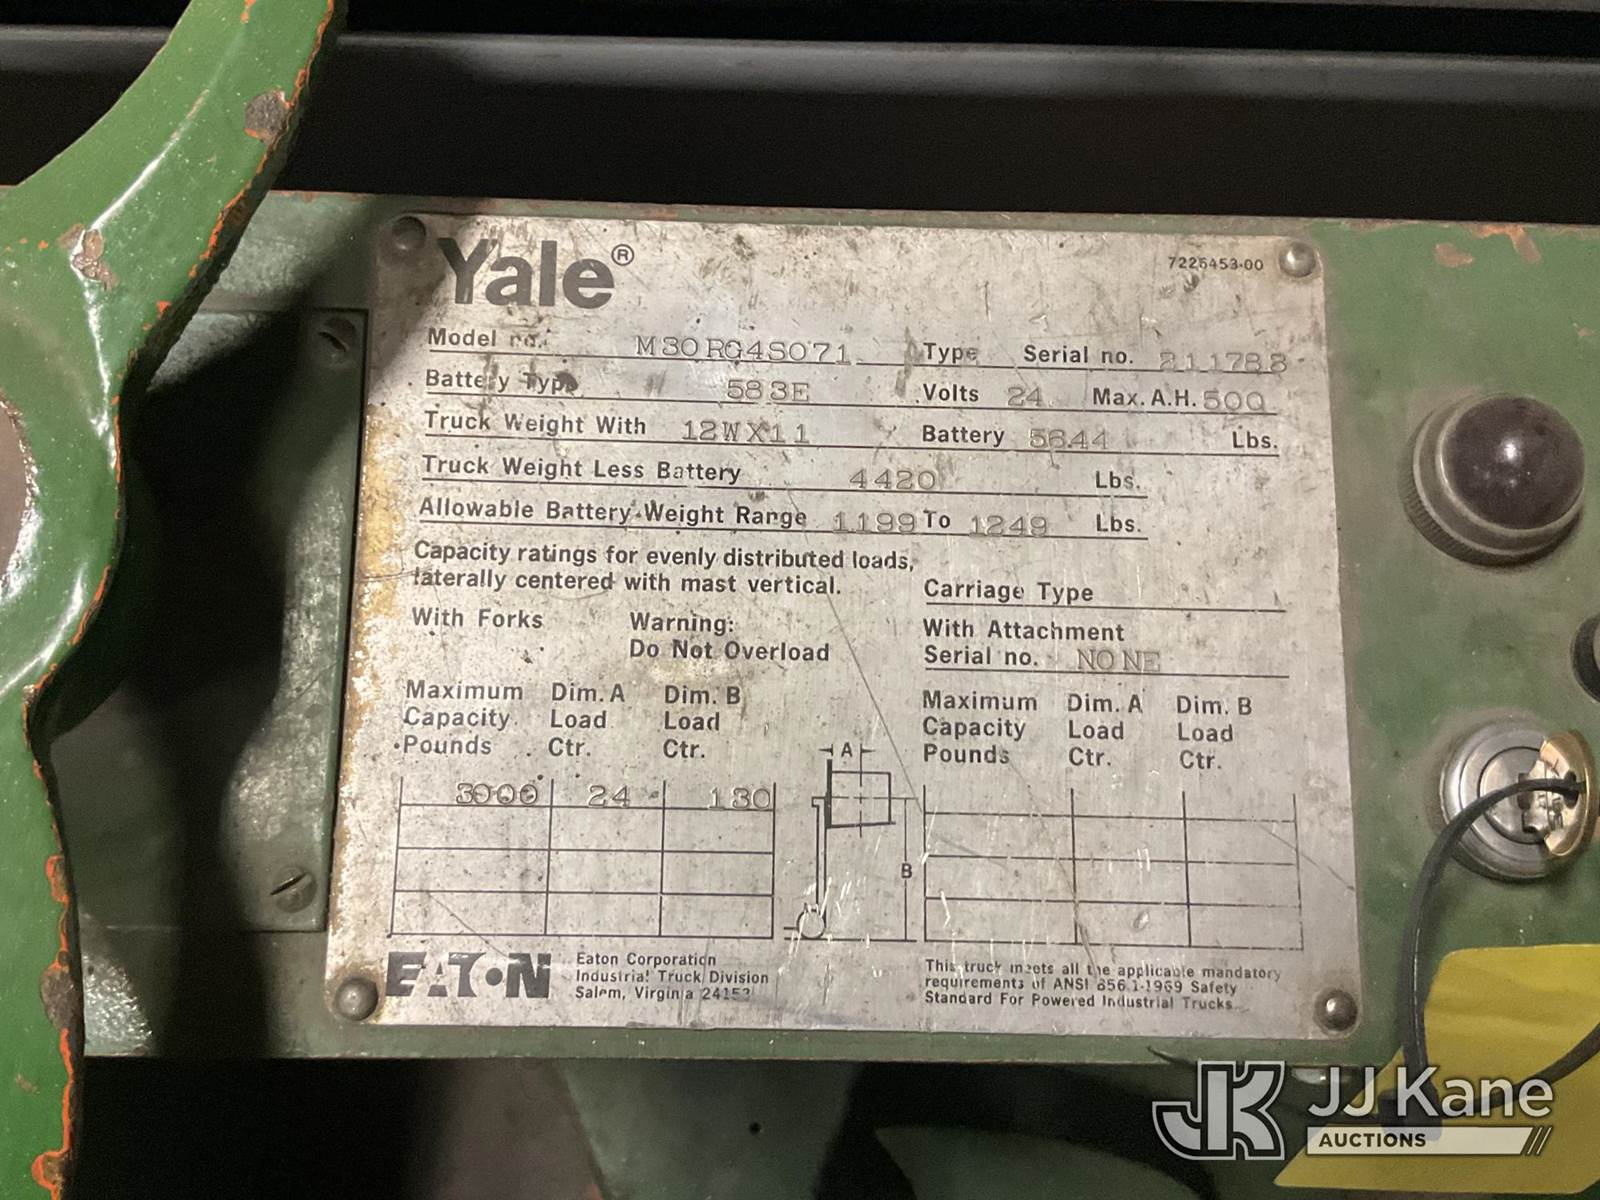 Yale®
7226453-00
Model no. M30RG4S071 Type Serial no. 211788
Battery Type 583E Volts 24 Max. A.H. 500
Truck Weight With 12WX11 Battery 5644 Lbs.
Truck Weight Less Battery 4420 Lbs.
Allowable Battery Weight Range 1199 To 1249 Lbs.
Capacity ratings for evenly distributed loads,
laterally centered with mast vertical.
Carriage Type
With Forks
Warning:
Do Not Overload
With Attachment
Serial no. NONE
Maximum Dim. A Dim. B
Capacity Load Load
Pounds Ctr. Ctr.
Maximum Dim. A Dim. B
Capacity Load Load
Pounds Ctr. Ctr.
3000 24 130
A
B
EATON
Eaton Corporation
Industrial Truck Division
Salem, Virginia
This truck meets all the applicable mandatory
requirements of ANSI B56.1-1969 Safety
Standard For Powered Industrial Trucks
JK JJ Kane
AUCTIONS